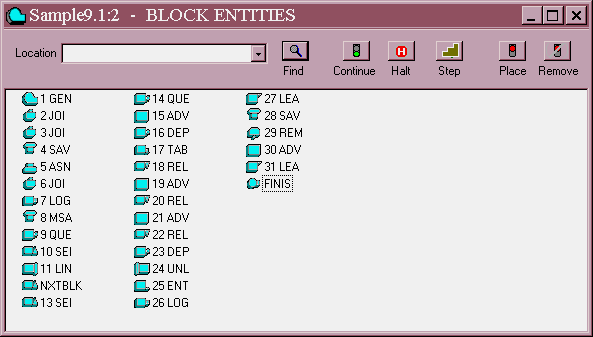 Sample9.1:2 - BLOCK ENTITIES
Location
Find
Continue
Halt
Step
Place
Remove
1 GEN
2 JOI
3 JOI
4 SAV
5 ASN
6 JOI
7 LOG
8 MSA
9 QUE
10 SEI
11 LIN
NXTBLK
13 SEI
14 QUE
15 ADV
16 DEP
17 TAB
18 REL
19 ADV
20 REL
21 ADV
22 REL
23 DEP
24 UNL
25 ENT
26 LOG
27 LEA
28 SAV
29 REM
30 ADV
31 LEA
FINIS